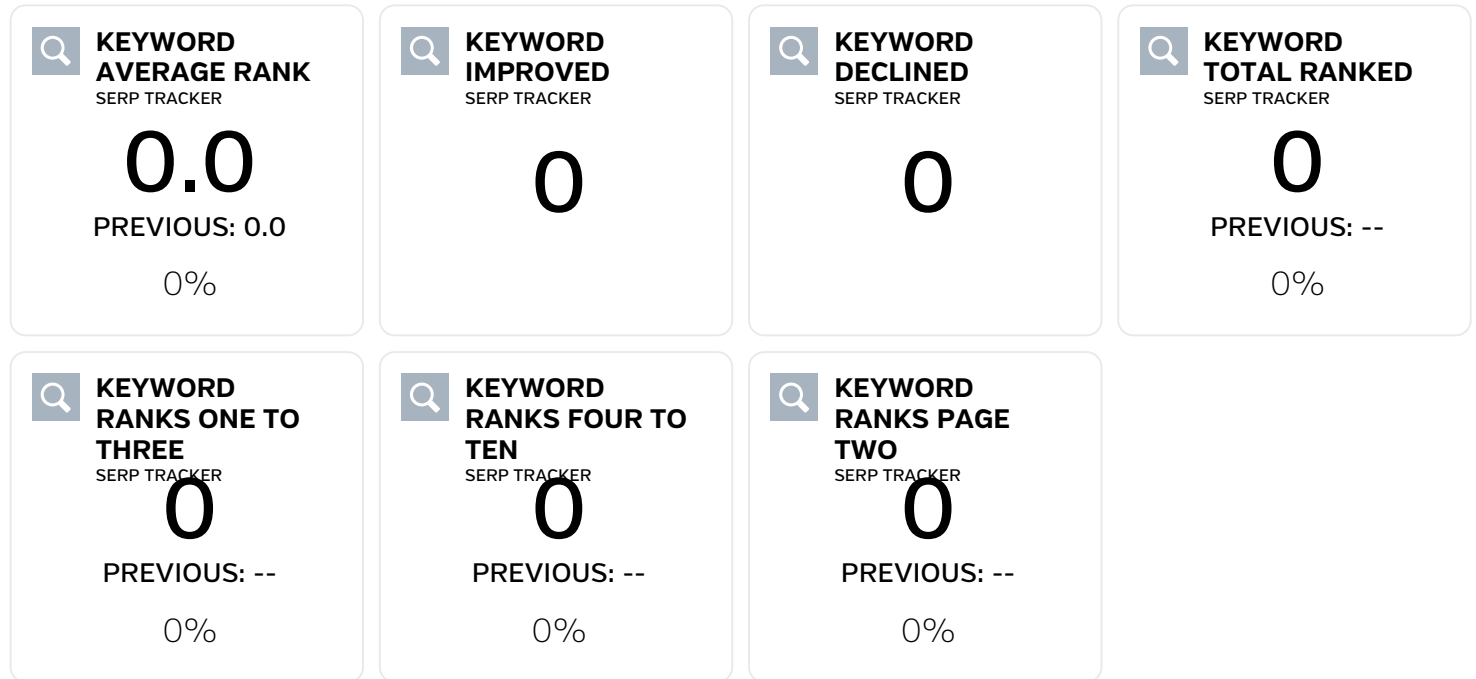 KEYWORD
AVERAGE RANK
SERP TRACKER
0.0
PREVIOUS: 0.0
0%
KEYWORD
IMPROVED
SERP TRACKER
0
KEYWORD
DECLINED
SERP TRACKER
0
KEYWORD
TOTAL RANKED
SERP TRACKER
0
PREVIOUS: --
0%
KEYWORD
RANKS ONE TO
THREE
SERP TRACKER
0
PREVIOUS: --
0%
KEYWORD
RANKS FOUR TO
TEN
SERP TRACKER
0
PREVIOUS: --
0%
KEYWORD
RANKS PAGE
TWO
SERP TRACKER
0
PREVIOUS: --
0%